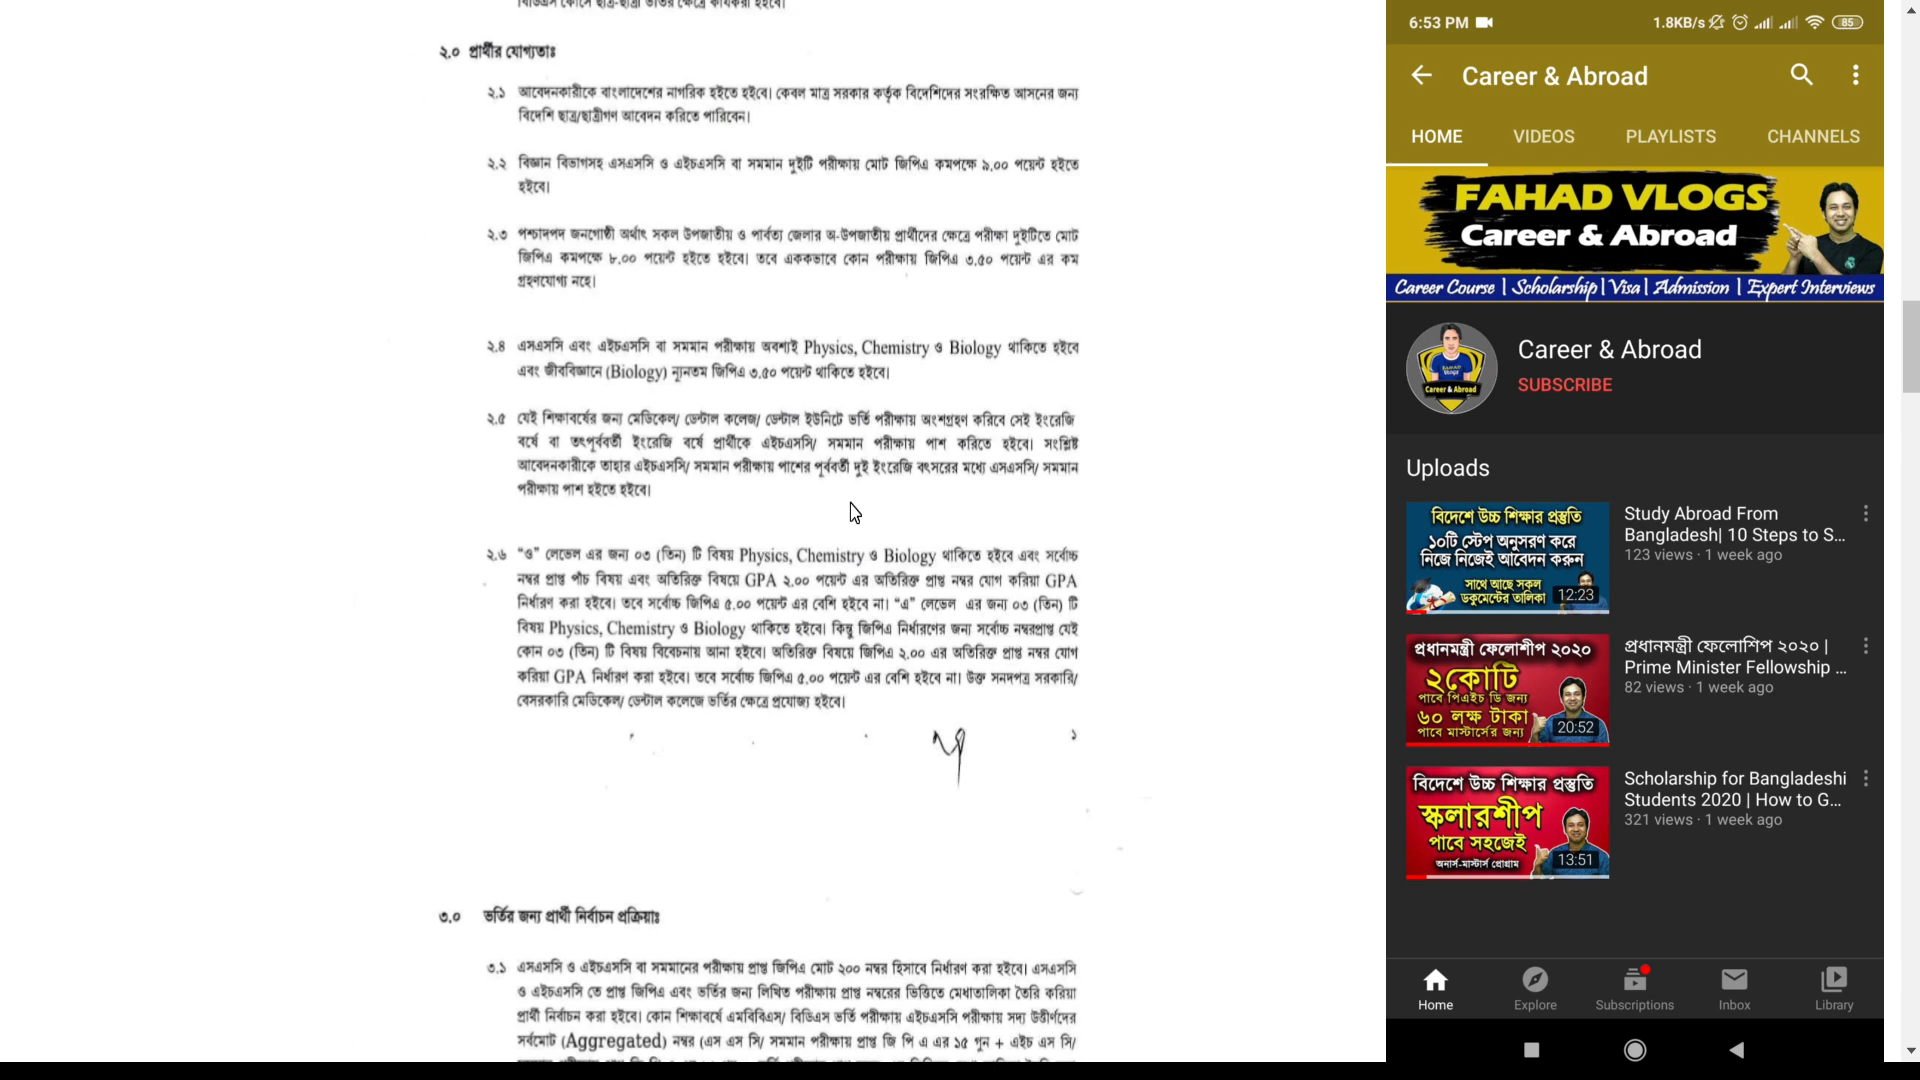 ২.০ প্রার্থীর যোগ্যতাঃ
২.১ আবেদনকারীকে বাংলাদেশের নাগরিক হইতে হইবে। কেবল মাত্র সরকার কর্তৃক বিদেশিদের সংরক্ষিত আসনের জন্য
বিদেশি ছাত্র/ছাত্রীগণ আবেদন করিতে পারিবেন।
২.২ বিজ্ঞান বিভাগসহ এসএসসি ও এইচএসসি বা সমমান দুইটি পরীক্ষায় মোট জিপিএ কমপক্ষে ৯.০০ পয়েন্ট হইতে
হইবে।
২.৩ পশ্চাদপদ জনগোষ্ঠী অর্থাৎ সকল উপজাতীয় ও পার্বত্য জেলার অ-উপজাতীয় প্রার্থীদের ক্ষেত্রে পরীক্ষা দুইটিতে মোট
জিপিএ কমপক্ষে ৮.০০ পয়েন্ট হইতে হইবে। তবে এককভাবে কোন পরীক্ষায় জিপিএ ৩.৫০ পয়েন্ট এর কম
গ্রহণযোগ্য নহে।
২.৪ এসএসসি এবং এইচএসসি বা সমমান পরীক্ষায় অবশ্যই Physics, Chemistry ও Biology থাকিতে হইবে
এবং জীববিজ্ঞানে (Biology) ন্যূনতম জিপিএ ৩.৫০ পয়েন্ট থাকিতে হইবে।
২.৫ যেই শিক্ষাবর্ষের জন্য মেডিকেল/ ডেন্টাল কলেজ/ ডেন্টাল ইউনিটে ভর্তি পরীক্ষায় অংশগ্রহণ করিবে সেই ইংরেজি
বর্ষে বা তৎপূর্ববর্তী ইংরেজি বর্ষে প্রার্থীকে এইচএসসি/ সমমান পরীক্ষায় পাশ করিতে হইবে। সংশ্লিষ্ট
আবেদনকারীকে তাহার এইচএসসি/ সমমান পরীক্ষায় পাশের পূর্ববর্তী দুই ইংরেজি বৎসরের মধ্যে এসএসসি/ সমমান
পরীক্ষায় পাশ হইতে হইবে।
২.৬ “ও” লেভেল এর জন্য ০৩ (তিন) টি বিষয় Physics, Chemistry ও Biology থাকিতে হইবে এবং সর্বোচ্চ
নম্বর প্রাপ্ত পাঁচ বিষয় এবং অতিরিক্ত বিষয়ে GPA ২.০০ পয়েন্ট এর অতিরিক্ত প্রাপ্ত নম্বর যোগ করিয়া GPA
নির্ধারণ করা হইবে। তবে সর্বোচ্চ জিপিএ ৫.০০ পয়েন্ট এর বেশি হইবে না। “এ” লেভেল এর জন্য ০৩ (তিন) টি
বিষয় Physics, Chemistry ও Biology থাকিতে হইবে। কিন্তু জিপিএ নির্ধারণের জন্য সর্বোচ্চ নম্বরপ্রাপ্ত যেই
কোন ০৩ (তিন) টি বিষয় বিবেচনায় আনা হইবে। অতিরিক্ত বিষয়ে জিপিএ ২.০০ এর অতিরিক্ত প্রাপ্ত নম্বর যোগ
করিয়া GPA নির্ধারণ করা হইবে। তবে সর্বোচ্চ জিপিএ ৫.০০ পয়েন্ট এর বেশি হইবে না। উক্ত সনদপত্র সরকারি/
বেসরকারি মেডিকেল/ ডেন্টাল কলেজে ভর্তির ক্ষেত্রে প্রযোজ্য হইবে।
১
৩.০ ভর্তির জন্য প্রার্থী নির্বাচন প্রক্রিয়াঃ
৩.১ এসএসসি ও এইচএসসি বা সমমানের পরীক্ষায় প্রাপ্ত জিপিএ মোট ২০০ নম্বর হিসাবে নির্ধারণ করা হইবে। এসএসসি
ও এইচএসসি তে প্রাপ্ত জিপিএ এবং ভর্তির জন্য লিখিত পরীক্ষায় প্রাপ্ত নম্বরের ভিত্তিতে মেধাতালিকা তৈরি করিয়া
প্রার্থী নির্বাচন করা হইবে। কোন শিক্ষাবর্ষে এমবিবিএস/ বিডিএস ভর্তি পরীক্ষায় এইচএসসি পরীক্ষায় সদ্য উত্তীর্ণদের
সর্বমোট (Aggregated) নম্বর (এস এস সি/ সমমান পরীক্ষায় প্রাপ্ত জি পি এ এর ১৫ গুন + এইচ এস সি/
6:53 PM 1.8KB/s 85
Career & Abroad
HOME VIDEOS PLAYLISTS CHANNELS
FAHAD VLOGS
Career & Abroad
Career Course | Scholarship | Visa | Admission | Expert Interviews
Career & Abroad
SUBSCRIBE
Uploads
বিদেশে উচ্চ শিক্ষার প্রস্তুতি
১০টি স্টেপ অনুসরণ করে
নিজে নিজেই আবেদন করুন
সাথে আছে সকল
ডকুমেন্টের তালিকা
12:23
Study Abroad From
Bangladesh| 10 Steps to S...
123 views · 1 week ago
প্রধানমন্ত্রী ফেলোশীপ ২০২০
২কোটি
পাবে পিএইচ ডি জন্য
৬০ লক্ষ টাকা
পাবে মাস্টার্সের জন্য
20:52
প্রধানমন্ত্রী ফেলোশিপ ২০২০ |
Prime Minister Fellowship ...
82 views · 1 week ago
বিদেশে উচ্চ শিক্ষার প্রস্তুতি
স্কলারশীপ
পাবে সহজেই
অনার্স-মাস্টার্স প্রোগ্রাম
13:51
Scholarship for Bangladeshi
Students 2020 | How to G...
321 views · 1 week ago
Home Explore Subscriptions Inbox Library